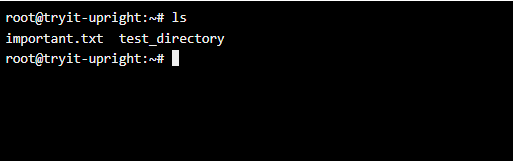 root@tryit-upright:~# ls
important.txt  test_directory
root@tryit-upright:~#